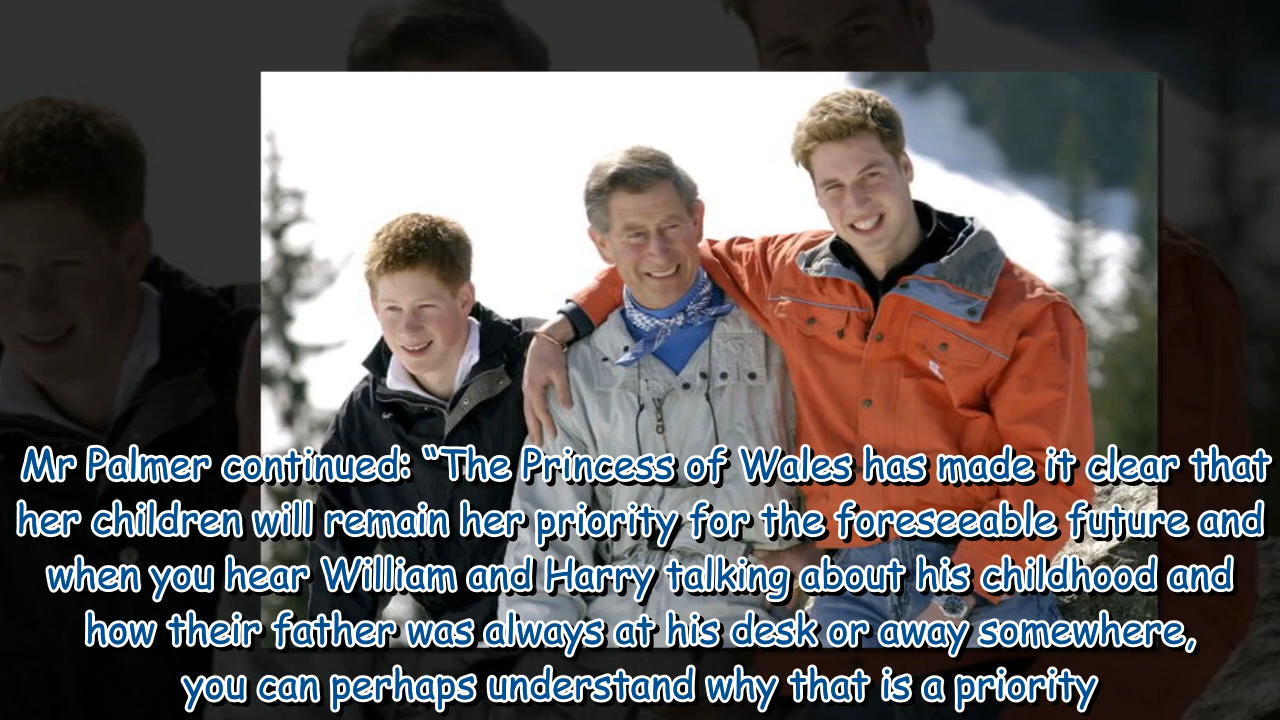 Mr Palmer continued: “The Princess of Wales has made it clear that
her children will remain her priority for the foreseeable future and
when you hear William and Harry talking about his childhood and
how their father was always at his desk or away somewhere,
you can perhaps understand why that is a priority